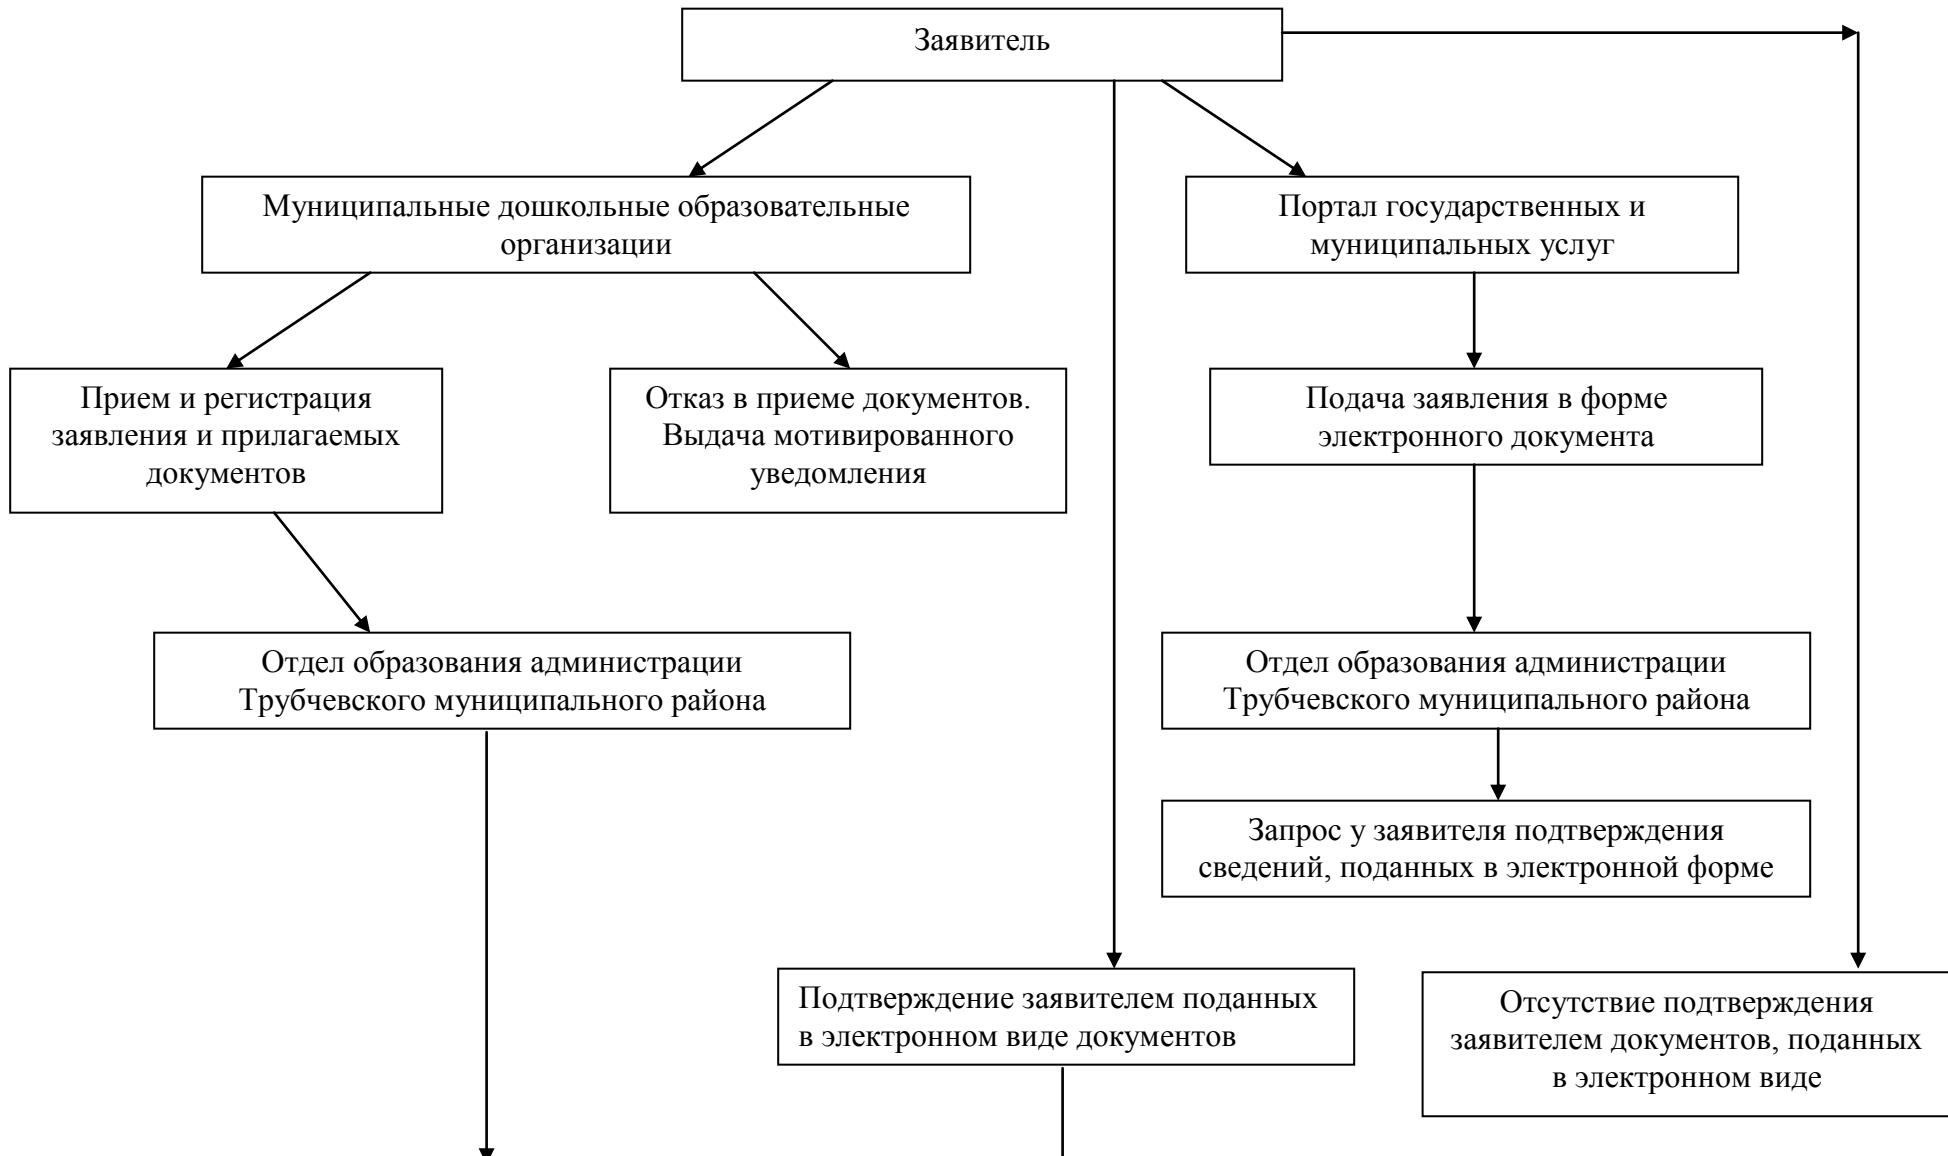 Заявитель
Муниципальные дошкольные образовательные
организации
Портал государственных и
муниципальных услуг
Прием и регистрация
заявления и прилагаемых
документов
Отказ в приеме документов.
Выдача мотивированного
уведомления
Подача заявления в форме
электронного документа
Отдел образования администрации
Трубчевского муниципального района
Отдел образования администрации
Трубчевского муниципального района
Запрос у заявителя подтверждения
сведений, поданных в электронной форме
Подтверждение заявителем поданных
в электронном виде документов
Отсутствие подтверждения
заявителем документов, поданных
в электронном виде